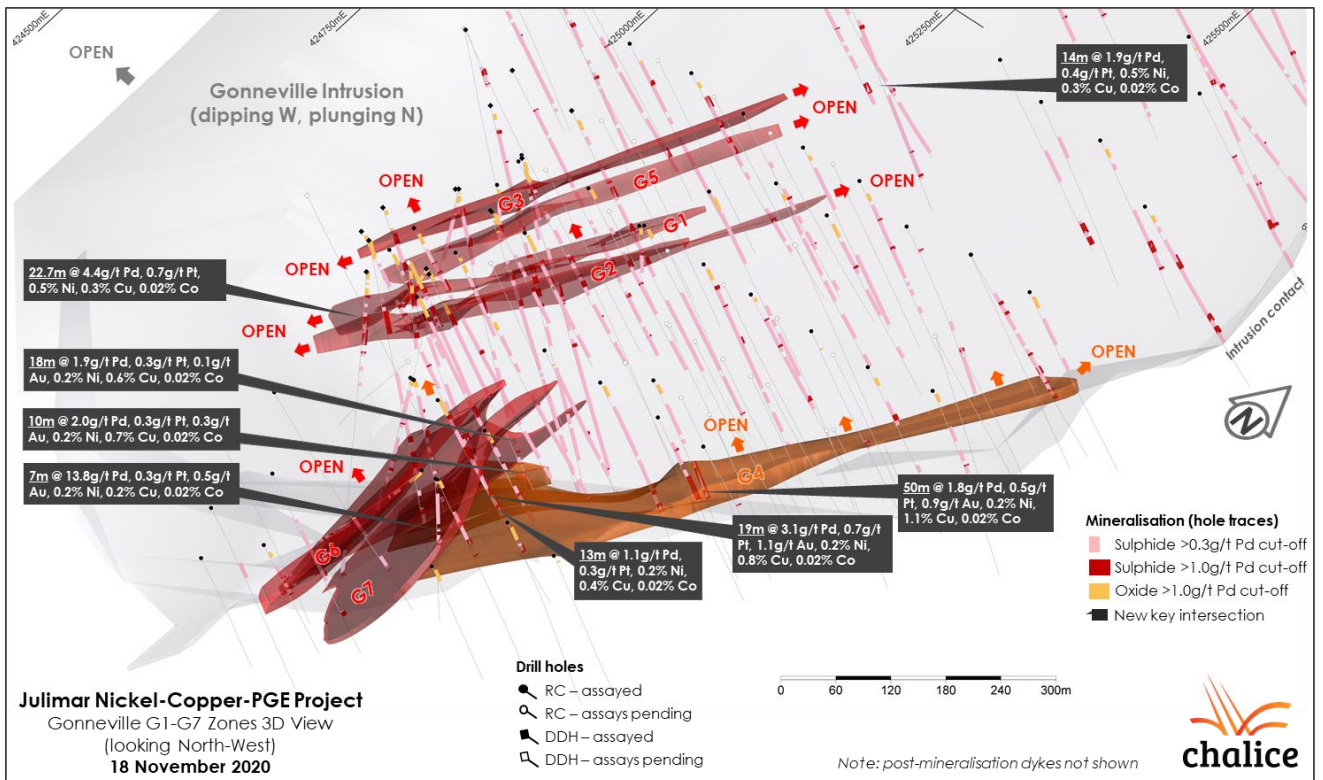 424500mE
424750mE
425000mE
425250mE
425500mE
OPEN
Gonneville Intrusion
(dipping W, plunging N)
14m @ 1.9g/t Pd,
0.4g/t Pt, 0.5% Ni,
0.3% Cu, 0.02% Co
OPEN
OPEN
OPEN
G3
G5
G1
G2
OPEN
OPEN
22.7m @ 4.4g/t Pd, 0.7g/t Pt,
0.5% Ni, 0.3% Cu, 0.02% Co
18m @ 1.9g/t Pd, 0.3g/t Pt, 0.1g/t
Au, 0.2% Ni, 0.6% Cu, 0.02% Co
10m @ 2.0g/t Pd, 0.3g/t Pt, 0.3g/t
Au, 0.2% Ni, 0.7% Cu, 0.02% Co
7m @ 13.8g/t Pd, 0.3g/t Pt, 0.5g/t
Au, 0.2% Ni, 0.2% Cu, 0.02% Co
OPEN
OPEN
OPEN
Intrusion contact
N
G4
G6
G7
13m @ 1.1g/t Pd,
0.3g/t Pt, 0.2% Ni,
0.4% Cu, 0.02% Co
19m @ 3.1g/t Pd, 0.7g/t
Pt, 1.1g/t Au, 0.2% Ni,
0.8% Cu, 0.02% Co
50m @ 1.8g/t Pd, 0.5g/t
Pt, 0.9g/t Au, 0.2% Ni,
1.1% Cu, 0.02% Co
Mineralisation (hole traces)
Sulphide >0.3g/t Pd cut-off
Sulphide >1.0g/t Pd cut-off
Oxide >1.0g/t Pd cut-off
New key intersection
Julimar Nickel-Copper-PGE Project
Gonneville G1-G7 Zones 3D View
(looking North-West)
18 November 2020
Drill holes
RC – assayed
RC – assays pending
DDH – assayed
DDH – assays pending
0 60 120 180 240 300m
Note: post-mineralisation dykes not shown
chalice